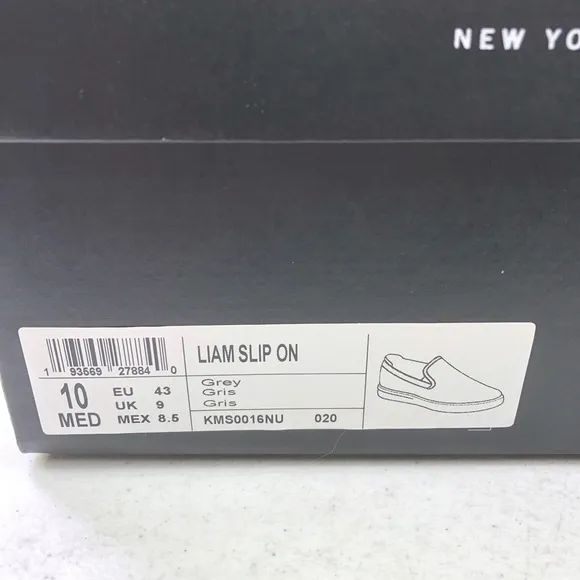 NEW YO
LIAM SLIP ON
1 93569 27884 0
10 MED
EU 43
UK 9
MEX 8.5
Grey
Gris
Gris
KMS0016NU 020